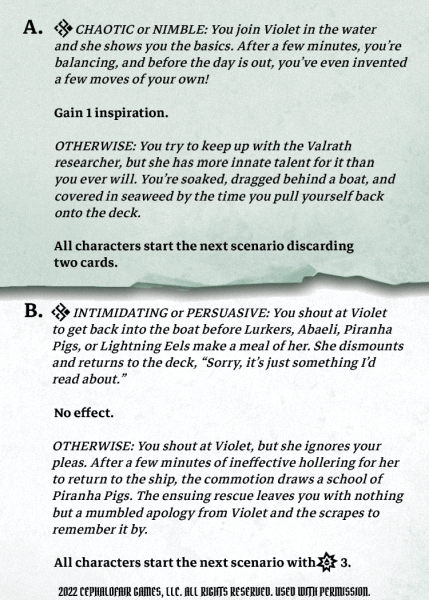 A. CHAOTIC or NIMBLE: You join Violet in the water
and she shows you the basics. After a few minutes, you're
balancing, and before the day is out, you've even invented
a few moves of your own!
Gain 1 inspiration.
OTHERWISE: You try to keep up with the Valrath
researcher, but she has more innate talent for it than
you ever will. You're soaked, dragged behind a boat, and
covered in seaweed by the time you pull yourself back
onto the deck.
All characters start the next scenario discarding
two cards.
B. INTIMIDATING or PERSUASIVE: You shout at Violet
to get back into the boat before Lurkers, Abaeli, Piranha
Pigs, or Lightning Eels make a meal of her. She dismounts
and returns to the deck, “Sorry, it's just something I'd
read about.”
No effect.
OTHERWISE: You shout at Violet, but she ignores your
pleas. After a few minutes of ineffective hollering for her
to return to the ship, the commotion draws a school of
Piranha Pigs. The ensuing rescue leaves you with nothing
but a mumbled apology from Violet and the scrapes to
remember it by.
All characters start the next scenario with 3.
2022 CEPHALOFAIR GAMES, LLC. ALL RIGHTS RESERVED. USED WITH PERMISSION.